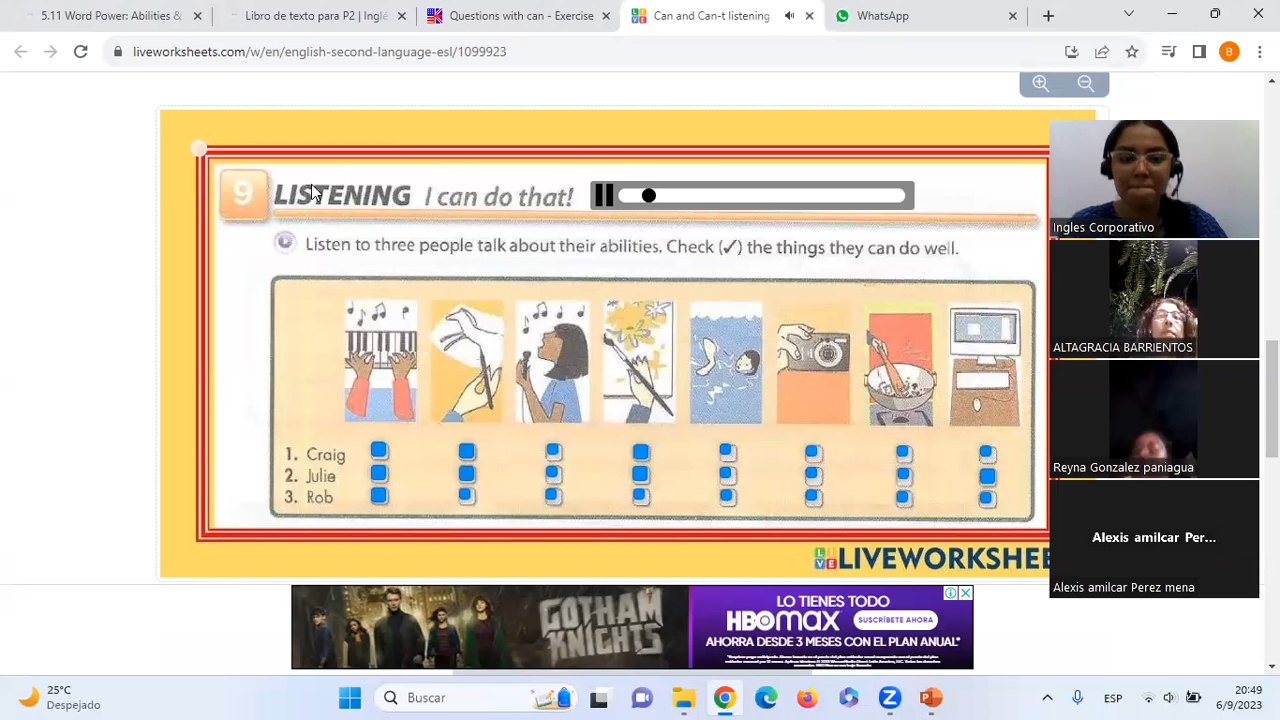 5.11 Word Power Abilities &
Libro de texto para P2 | Ingl
Questions with can - Exercise
Can and Can-t listening
WhatsApp
liveworksheets.com/w/en/english-second-language-esl/1099923
B
9
LISTENING I can do that!
Listen to three people talk about their abilities. Check (✓) the things they can do well.
1. Craig
2. Julie
3. Rob
LIVEWORKSHE
Ingles Corporativo
ALTAGRACIA BARRIENTOS
Reyna Gonzalez paniagua
Alexis amilcar Per...
Alexis amilcar Perez mena
GOTHAM
KNIGHTS
LO TIENES TODO
HBOMAX SUSCRÍBETE AHORA
AHORRA DESDE 3 MESES CON EL PLAN ANUAL*
25°C
Despejado
Buscar
ESP
20:49
6/9/2023